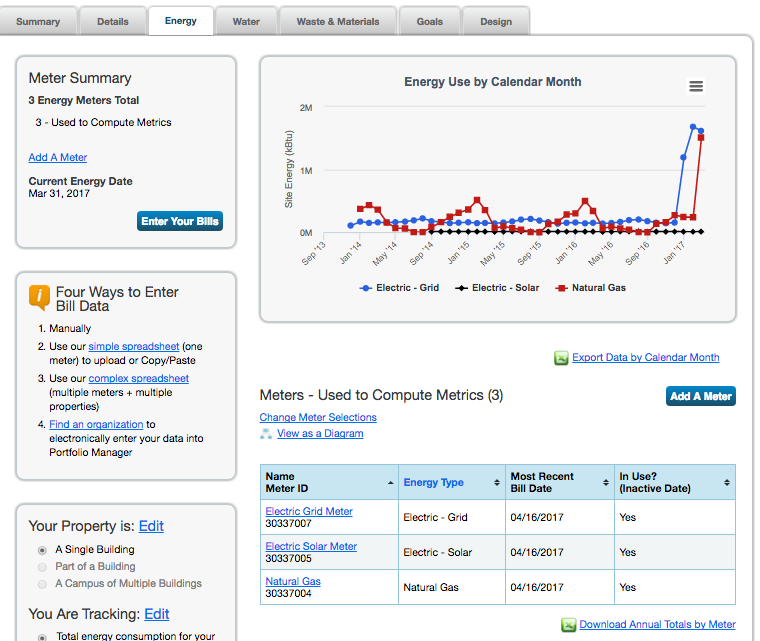 Summary
Details
Energy
Water
Waste & Materials
Goals
Design
Meter Summary
3 Energy Meters Total
3 - Used to Compute Metrics
Add A Meter
Current Energy Date
Mar 31, 2017
Enter Your Bills
Four Ways to Enter
Bill Data
1. Manually
2. Use our simple spreadsheet (one
meter) to upload or Copy/Paste
3. Use our complex spreadsheet
(multiple meters + multiple
properties)
4. Find an organization to
electronically enter your data into
Portfolio Manager
Your Property is: Edit
A Single Building
Part of a Building
A Campus of Multiple Buildings
You Are Tracking: Edit
Total energy consumption for your
Energy Use by Calendar Month
Site Energy (kBtu)
2M
1M
0M
Sep '13
Jan '14
May '14
Sep '14
Jan '15
May '15
Sep '15
Jan '16
May '16
Sep '16
Jan '17
Electric - Grid
Electric - Solar
Natural Gas
Export Data by Calendar Month
Meters - Used to Compute Metrics (3)
Add A Meter
Change Meter Selections
View as a Diagram
Name
Meter ID
Energy Type
Most Recent
Bill Date
In Use?
(Inactive Date)
Electric Grid Meter
30337007
Electric - Grid
04/16/2017
Yes
Electric Solar Meter
30337005
Electric - Solar
04/16/2017
Yes
Natural Gas
30337004
Natural Gas
04/16/2017
Yes
Download Annual Totals by Meter